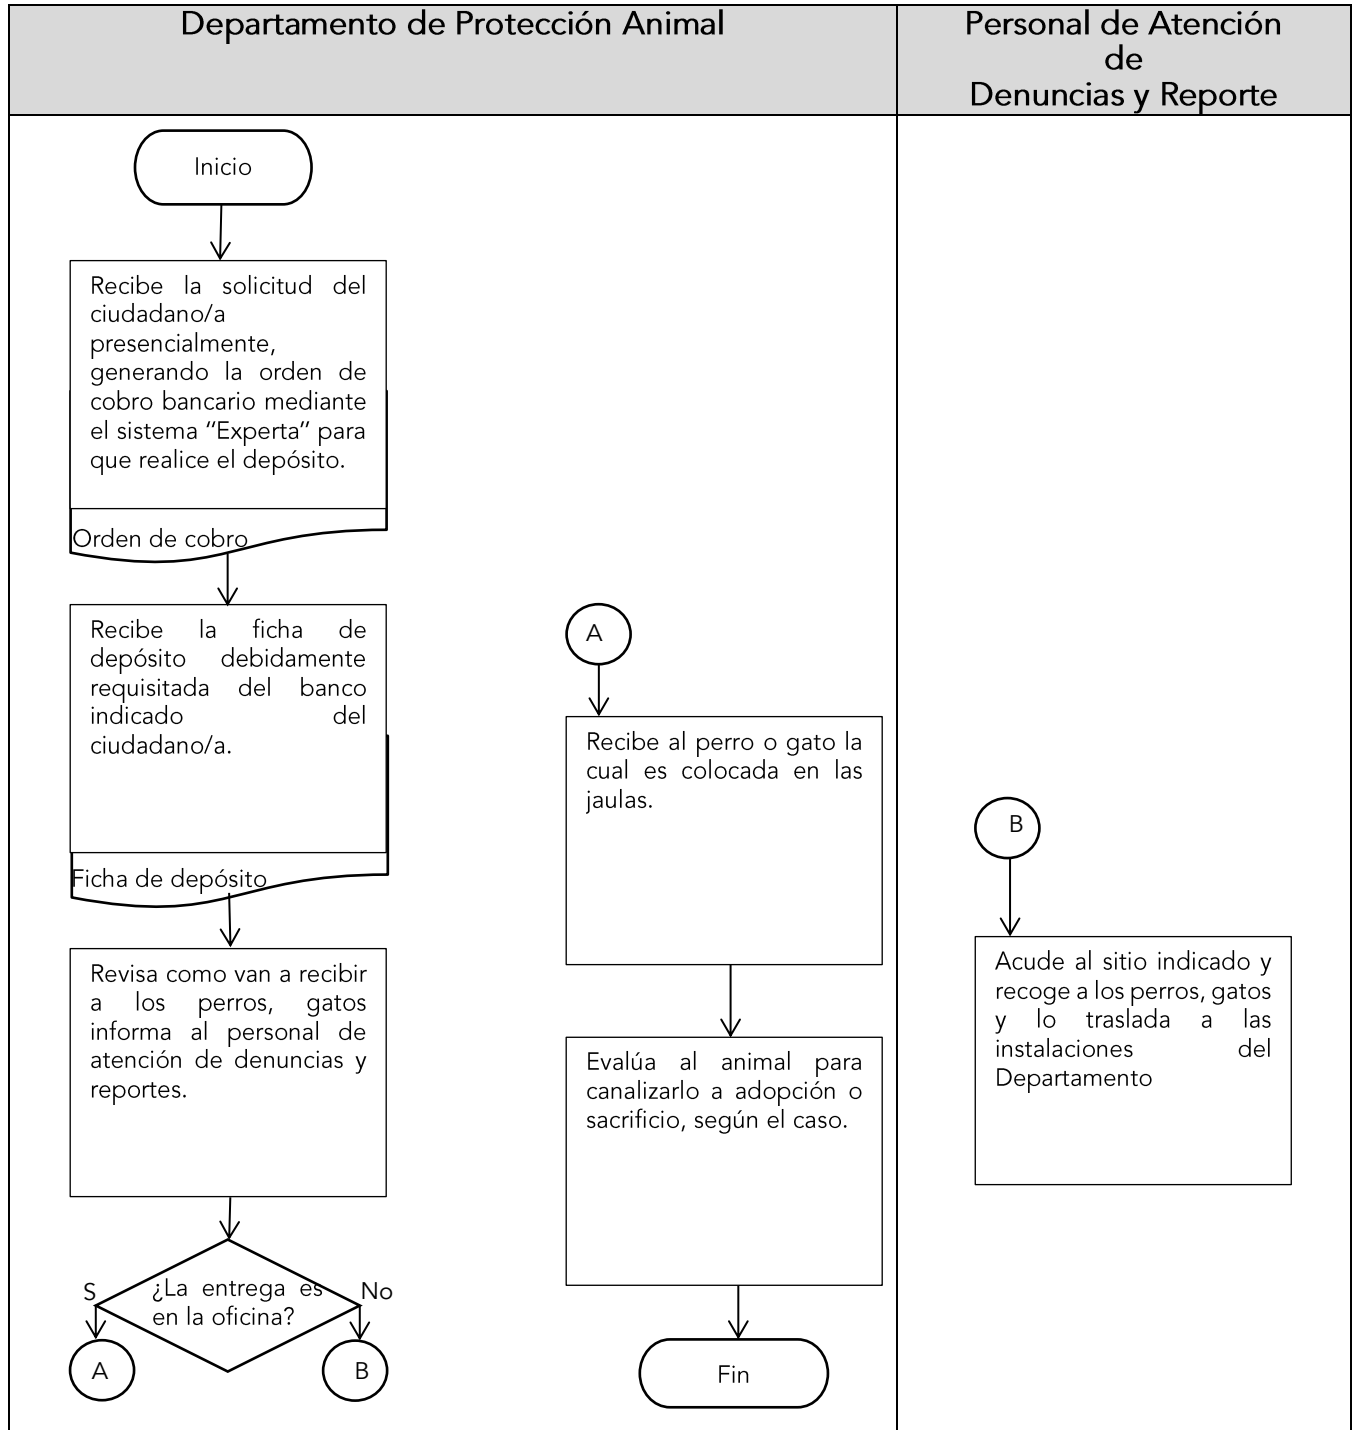 Departamento de Protección Animal
Personal de Atención
de
Denuncias y Reporte
Inicio
Recibe la solicitud del
ciudadano/a
presencialmente,
generando la orden de
cobro bancario mediante
el sistema “Experta” para
que realice el depósito.
Orden de cobro
Recibe la ficha de
depósito debidamente
requisitada del banco
indicado del
ciudadano/a.
Ficha de depósito
Revisa como van a recibir
a los perros, gatos
informa al personal de
atención de denuncias y
reportes.
¿La entrega es
en la oficina?
S
No
A
B
A
Recibe al perro o gato la
cual es colocada en las
jaulas.
Evalúa al animal para
canalizarlo a adopción o
sacrificio, según el caso.
Fin
B
Acude al sitio indicado y
recoge a los perros, gatos
y lo traslada a las
instalaciones del
Departamento